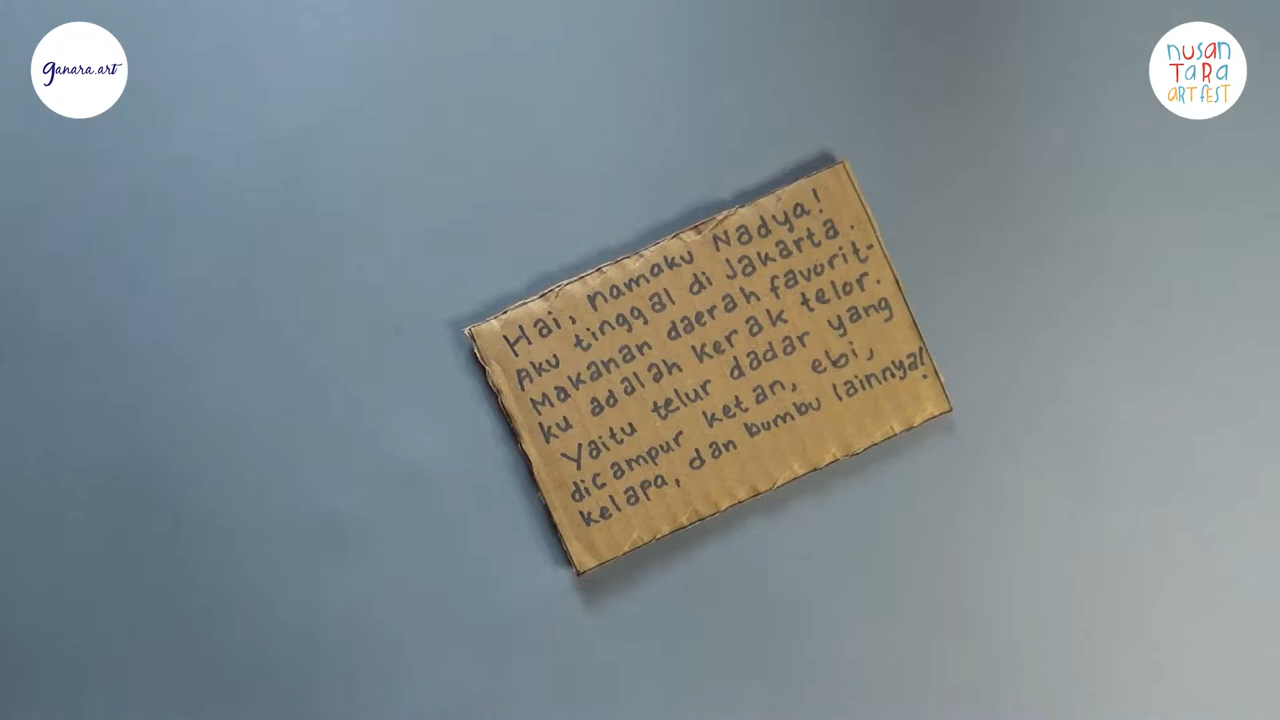 ganara.art
nusan
TaRa
ART FEST
Hai, namaku Nadya!
Aku tinggal di Jakarta.
Makanan daerah favorit-
ku adalah kerak telor.
Yaitu telur dadar yang
dicampur ketan, ebi,
kelapa, dan bumbu lainnya!